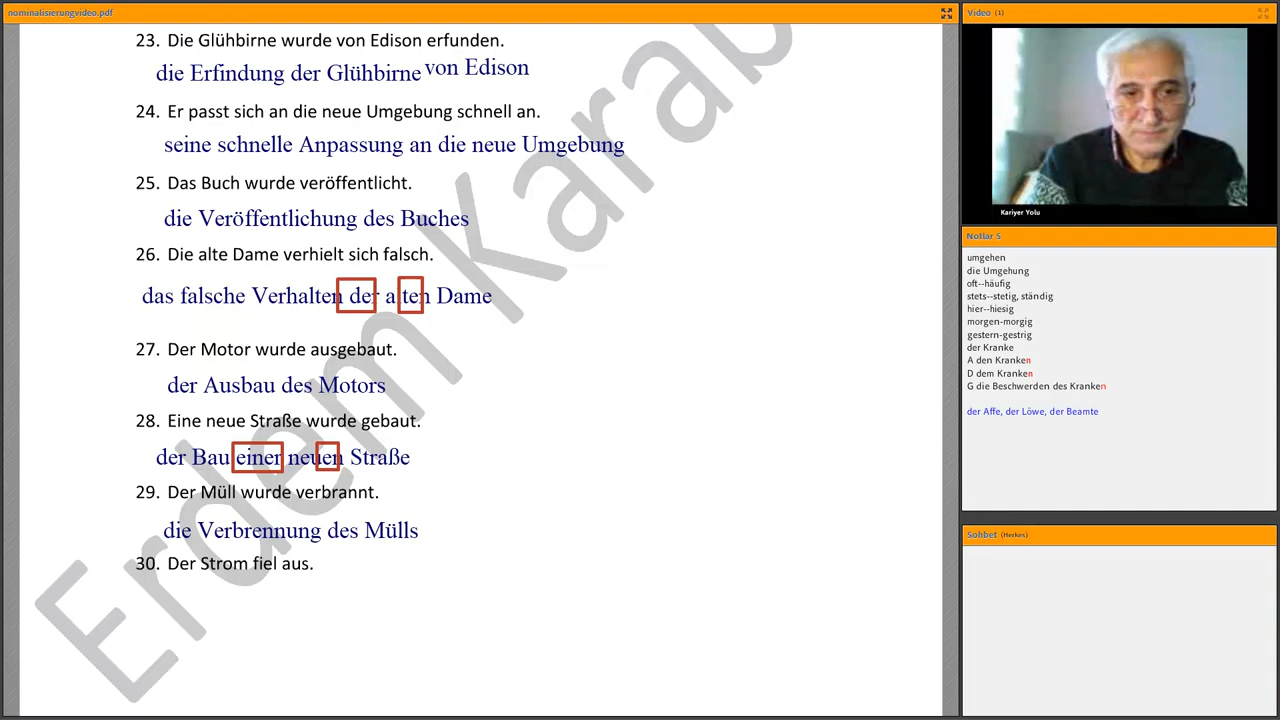 nominalisierungvideo.pdf
23. Die Glühbirne wurde von Edison erfunden.
die Erfindung der Glühbirne von Edison
24. Er passt sich an die neue Umgebung schnell an.
seine schnelle Anpassung an die neue Umgebung
25. Das Buch wurde veröffentlicht.
die Veröffentlichung des Buches
26. Die alte Dame verhielt sich falsch.
das falsche Verhalten der alten Dame
27. Der Motor wurde ausgebaut.
der Ausbau des Motors
28. Eine neue Straße wurde gebaut.
der Bau einer neuen Straße
29. Der Müll wurde verbrannt.
die Verbrennung des Mülls
30. Der Strom fiel aus.
Erdem Karab
Video (1)
Kariyer Yolu
Notlar 5
umgehen
die Umgehung
oft--häufig
stets--stetig, ständig
hier--hiesig
morgen-morgig
gestern-gestrig
der Kranke
A den Kranken
D dem Kranken
G die Beschwerden des Kranken
der Affe, der Löwe, der Beamte
Sohbet (Herkes)